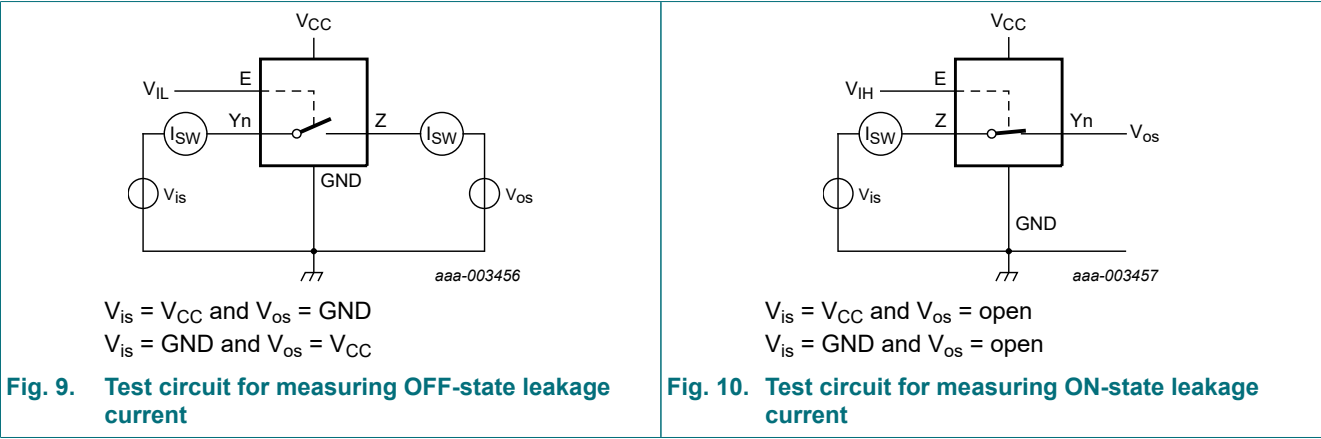 VCC
E
VIL
Yn
Z
ISW
ISW
GND
Vis
Vos
aaa-003456
Vis = VCC and Vos = GND
Vis = GND and Vos = VCC
Fig. 9. Test circuit for measuring OFF-state leakage
current
VCC
E
VIH
Z
Yn
ISW
Vos
Vis
GND
aaa-003457
Vis = VCC and Vos = open
Vis = GND and Vos = open
Fig. 10. Test circuit for measuring ON-state leakage
current